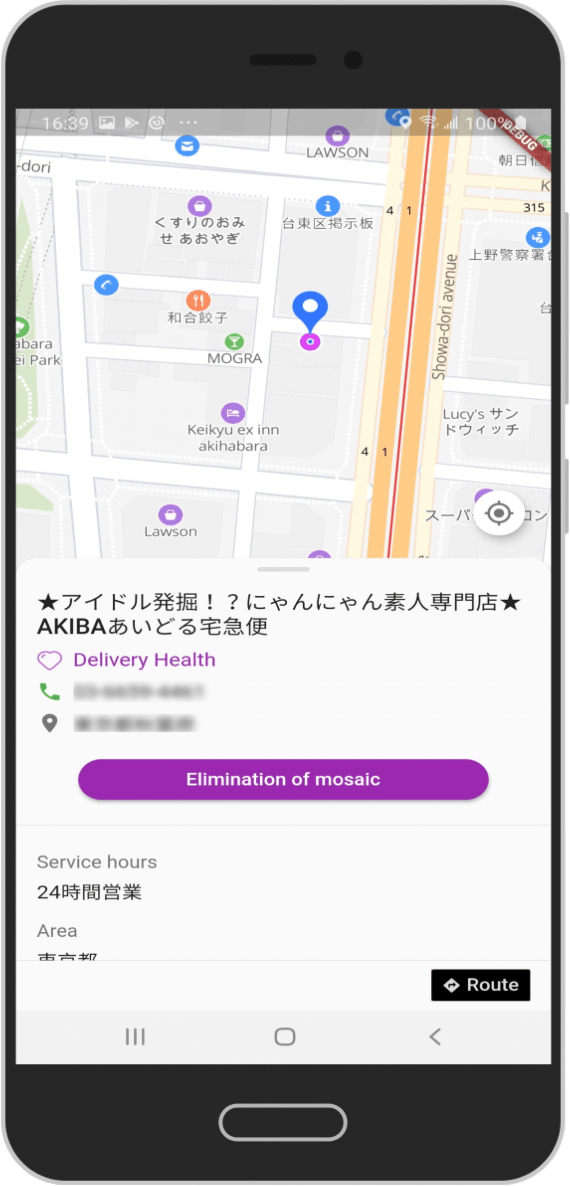 16:39
100%
DEBUG
LAWSON
朝日信
-dori
K
4 1
315
くすりのおみ
せ あおやぎ
台東区掲示板
上野警察署
和合餃子
台
abara
ei Park
MOGRA
Showa-dori avenue
Keikyu ex inn
akihabara
Lucy's サン
ドウィッチ
4 1
Lawson
スーパ
コン
★アイドル発掘！？にゃんにゃん素人専門店★
AKIBAあいどる宅急便
Delivery Health
Elimination of mosaic
Service hours
24時間営業
Area
東京都
Route